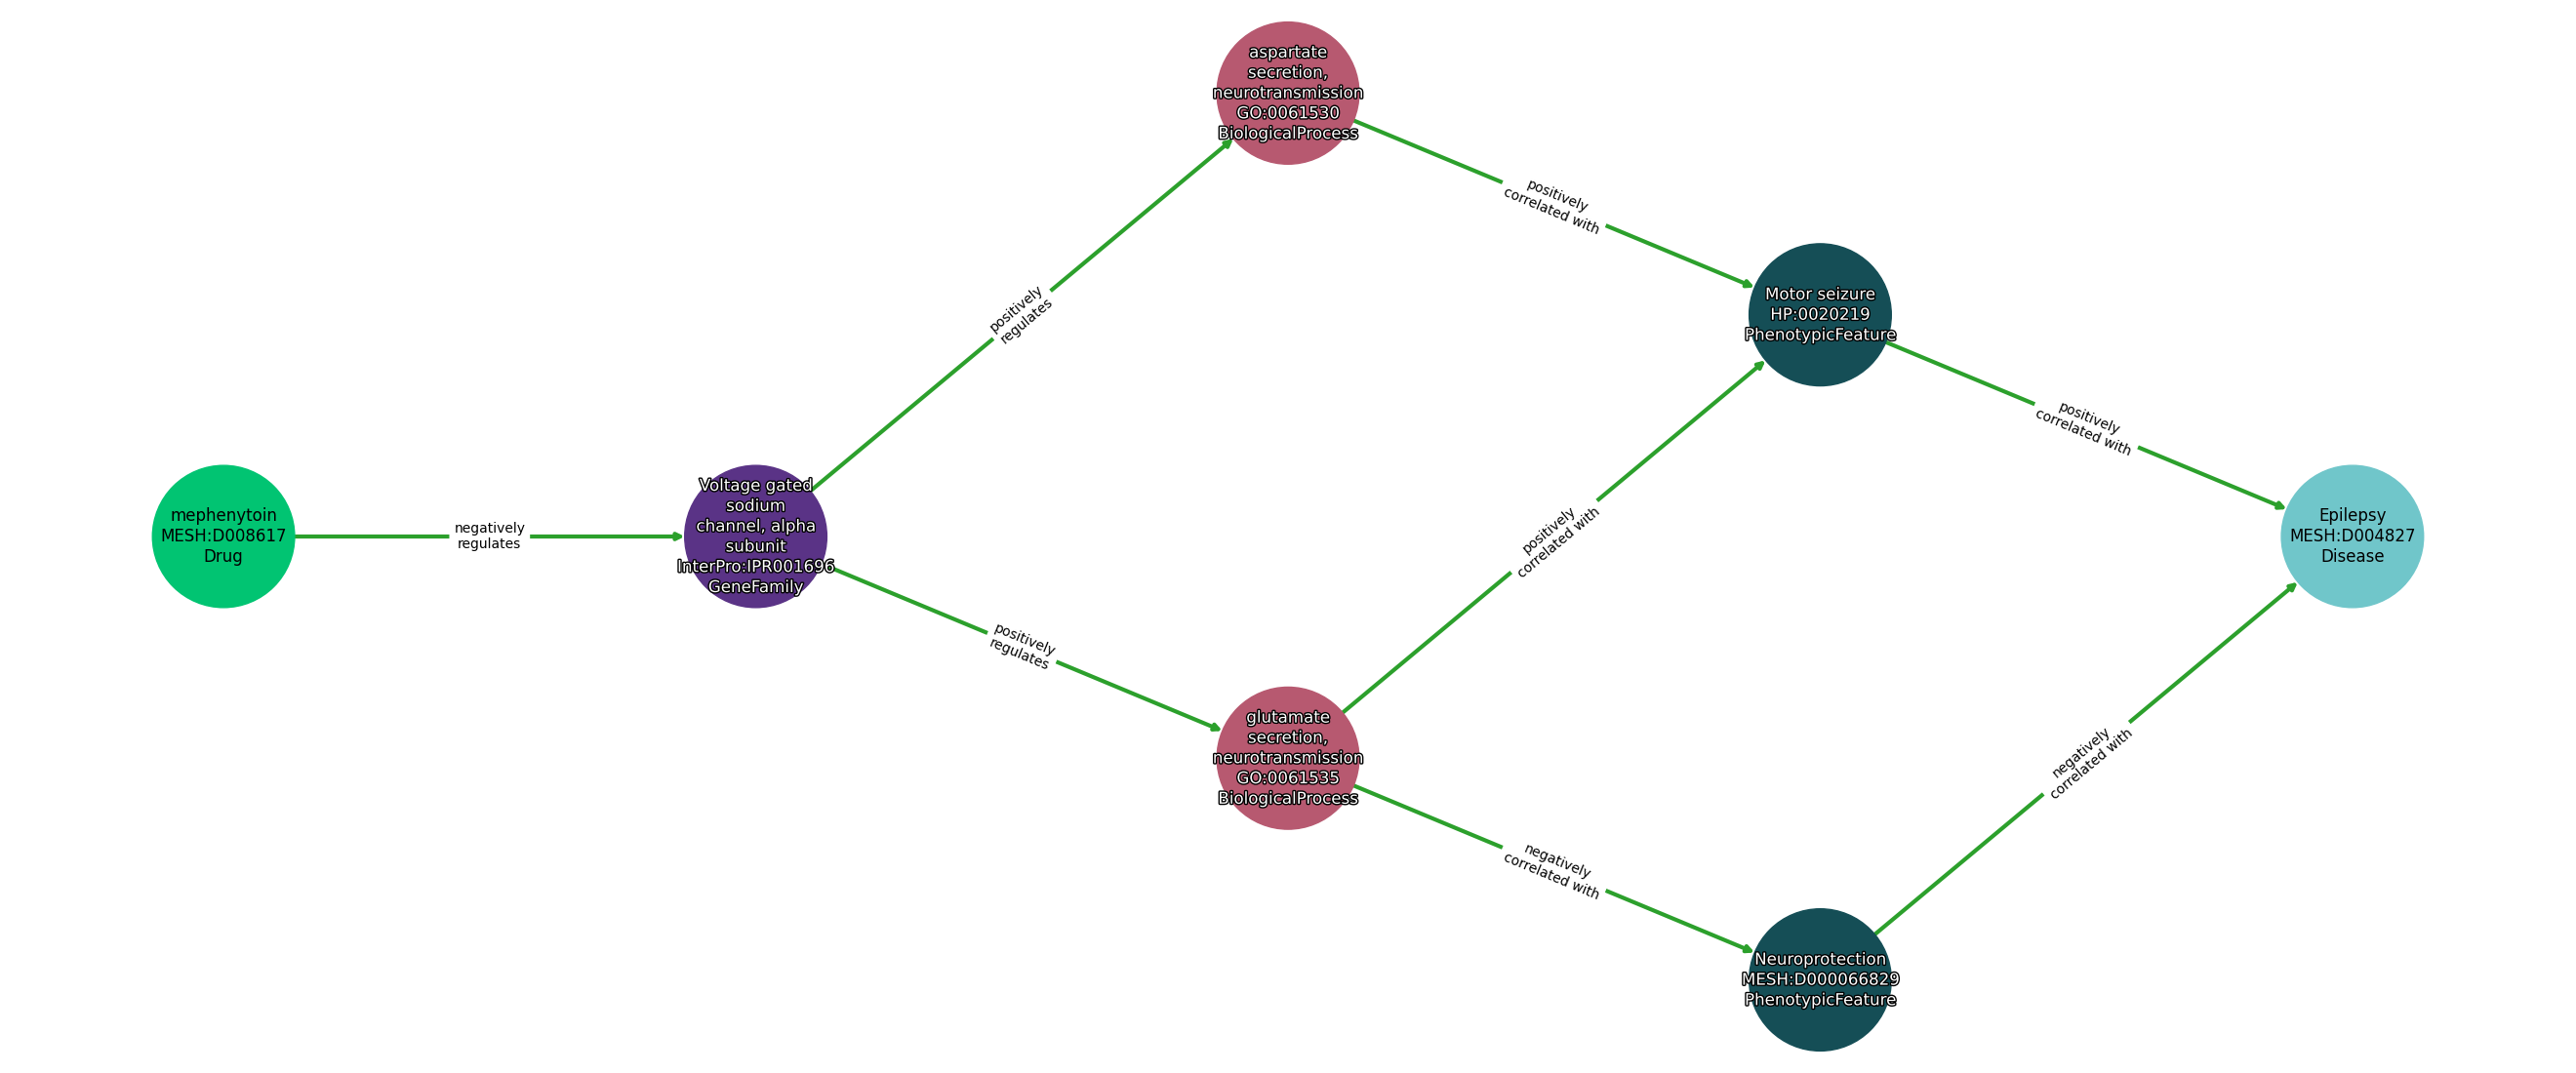 aspartate
secretion,
neurotransmission
GO:0061530
BiologicalProcess
positively
correlated with
Motor seizure
HP:0020219
PhenotypicFeature
positively
regulates
positively
correlated with
mephenytoin
MESH:D008617
Drug
negatively
regulates
Voltage gated
sodium
channel, alpha
subunit
InterPro:IPR001696
GeneFamily
positively
correlated with
Epilepsy
MESH:D004827
Disease
positively
regulates
glutamate
secretion,
neurotransmission
GO:0061535
BiologicalProcess
negatively
correlated with
negatively
correlated with
Neuroprotection
MESH:D000066829
PhenotypicFeature